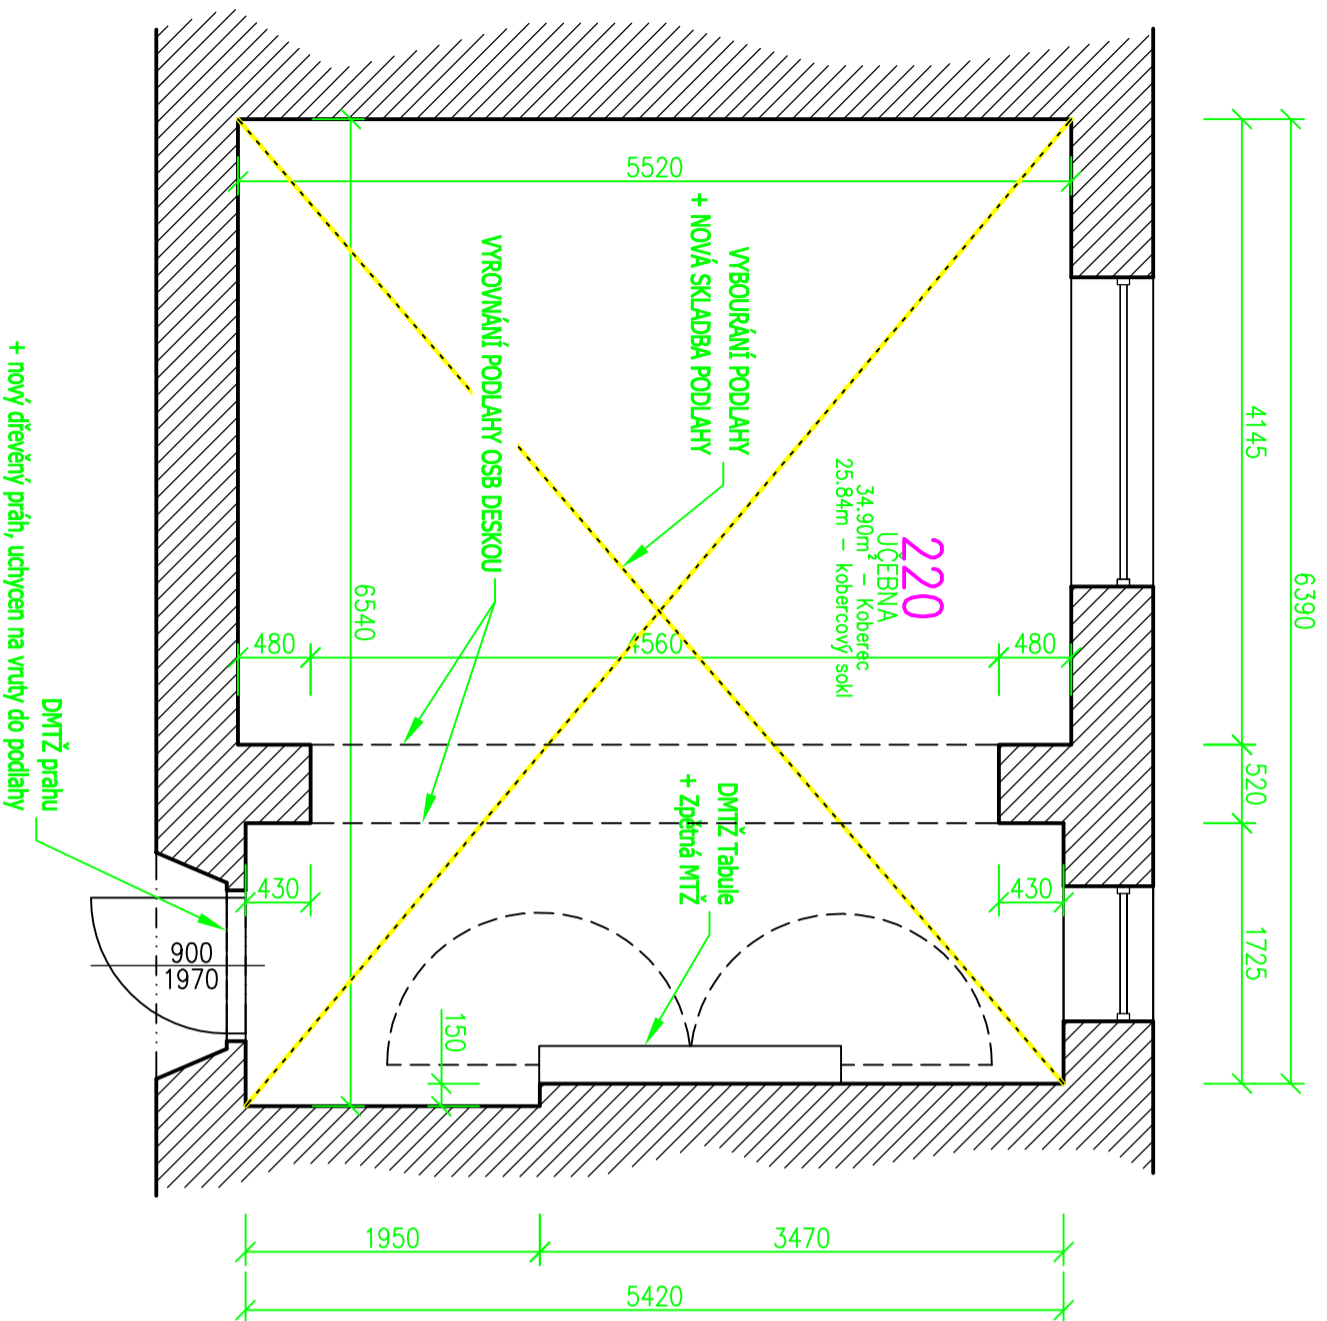 5520
VYBOURÁNÍ PODLAHY
+ NOVÁ SKLADBA PODLAHY
VYROVNÁNÍ PODLAHY OSB DESKOU
220
UČEBNA
34.90m² – Koberec
25.84m – kobercový sokl
4145
6390
520
1725
6540
480
4560
480
DMTŽ Tabule
+ Zpětná MTŽ
430
430
DMTŽ prahu
+ nový dřevěný práh, uchycen na vruty do podlahy
900
1970
150
1950
3470
5420